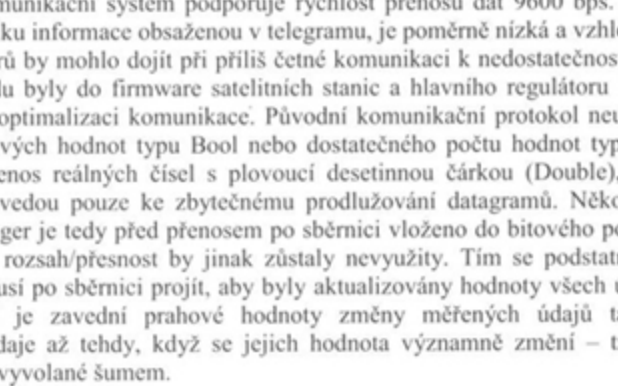 munikační systém podporuje rychlost přenosu dat 9600 bps.
ku informace obsaženou v telegramu, je poměrně nízká a vzhle
rů by mohlo dojít při příliš četné komunikaci k nedostatečnos
du byly do firmware satelitních stanic a hlavního regulátoru
optimalizaci komunikace. Původní komunikační protokol neu
vých hodnot typu Bool nebo dostatečného počtu hodnot typ
enos reálných čísel s plovoucí desetinnou čárkou (Double),
vedou pouze ke zbytečnému prodlužování datagramů. Něko
ger je tedy před přenosem po sběrnici vloženo do bitového po
rozsah/přesnost by jinak zůstaly nevyužity. Tím se podstat
usí po sběrnici projít, aby byly aktualizovány hodnoty všech u
je zavední prahové hodnoty změny měřených údajů ta
daje až tehdy, když se jejich hodnota významně změní – t
vyvolané šumem.